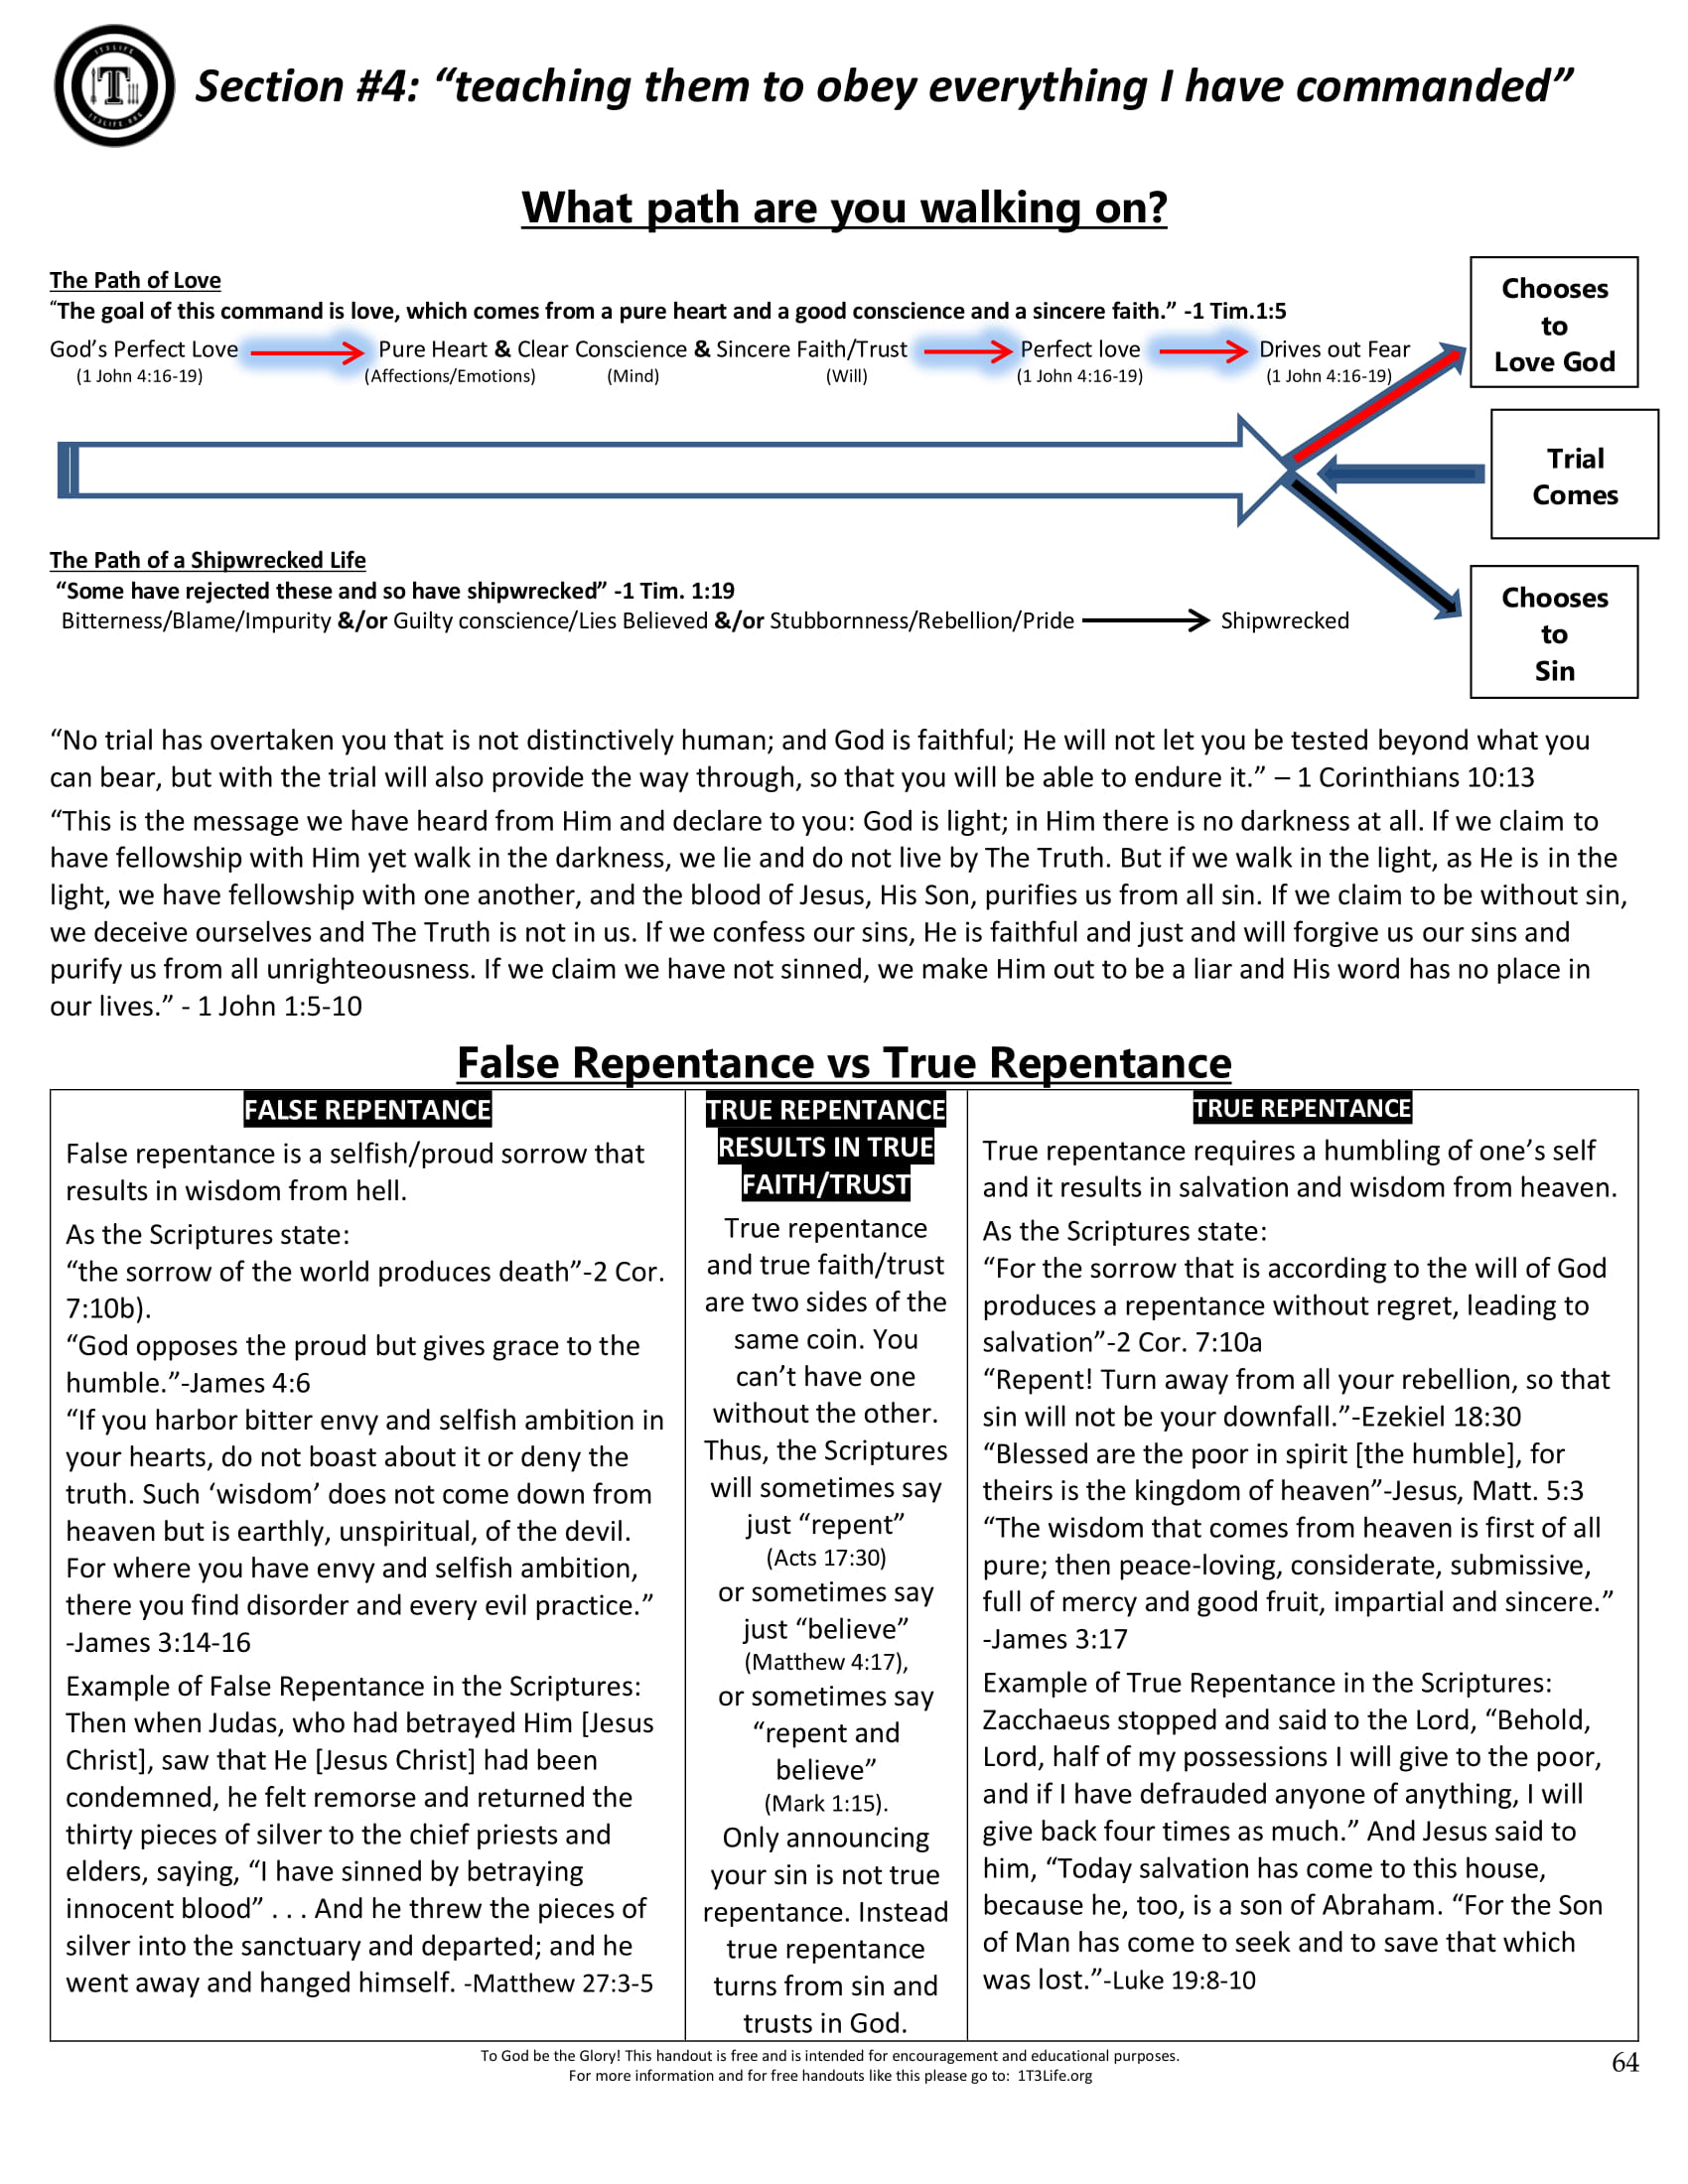 1T3LIFE
T
1T3LIFE.ORG
Section #4: “teaching them to obey everything I have commanded”
What path are you walking on?
The Path of Love
“The goal of this command is love, which comes from a pure heart and a good conscience and a sincere faith.” -1 Tim.1:5
God’s Perfect Love Pure Heart & Clear Conscience & Sincere Faith/Trust Perfect love Drives out Fear
(1 John 4:16-19) (Affections/Emotions) (Mind) (Will) (1 John 4:16-19) (1 John 4:16-19)
Chooses
to
Love God
Trial
Comes
The Path of a Shipwrecked Life
“Some have rejected these and so have shipwrecked” -1 Tim. 1:19
Bitterness/Blame/Impurity &/or Guilty conscience/Lies Believed &/or Stubbornness/Rebellion/Pride Shipwrecked
Chooses
to
Sin
“No trial has overtaken you that is not distinctively human; and God is faithful; He will not let you be tested beyond what you
can bear, but with the trial will also provide the way through, so that you will be able to endure it.” – 1 Corinthians 10:13
“This is the message we have heard from Him and declare to you: God is light; in Him there is no darkness at all. If we claim to
have fellowship with Him yet walk in the darkness, we lie and do not live by The Truth. But if we walk in the light, as He is in the
light, we have fellowship with one another, and the blood of Jesus, His Son, purifies us from all sin. If we claim to be without sin,
we deceive ourselves and The Truth is not in us. If we confess our sins, He is faithful and just and will forgive us our sins and
purify us from all unrighteousness. If we claim we have not sinned, we make Him out to be a liar and His word has no place in
our lives.” - 1 John 1:5-10
False Repentance vs True Repentance
FALSE REPENTANCE
False repentance is a selfish/proud sorrow that
results in wisdom from hell.
As the Scriptures state:
“the sorrow of the world produces death”-2 Cor.
7:10b).
“God opposes the proud but gives grace to the
humble.”-James 4:6
“If you harbor bitter envy and selfish ambition in
your hearts, do not boast about it or deny the
truth. Such ‘wisdom’ does not come down from
heaven but is earthly, unspiritual, of the devil.
For where you have envy and selfish ambition,
there you find disorder and every evil practice.”
-James 3:14-16
Example of False Repentance in the Scriptures:
Then when Judas, who had betrayed Him [Jesus
Christ], saw that He [Jesus Christ] had been
condemned, he felt remorse and returned the
thirty pieces of silver to the chief priests and
elders, saying, “I have sinned by betraying
innocent blood” . . . And he threw the pieces of
silver into the sanctuary and departed; and he
went away and hanged himself. -Matthew 27:3-5
TRUE REPENTANCE
RESULTS IN TRUE
FAITH/TRUST
True repentance
and true faith/trust
are two sides of the
same coin. You
can’t have one
without the other.
Thus, the Scriptures
will sometimes say
just “repent”
(Acts 17:30)
or sometimes say
just “believe”
(Matthew 4:17),
or sometimes say
“repent and
believe”
(Mark 1:15).
Only announcing
your sin is not true
repentance. Instead
true repentance
turns from sin and
trusts in God.
TRUE REPENTANCE
True repentance requires a humbling of one’s self
and it results in salvation and wisdom from heaven.
As the Scriptures state:
“For the sorrow that is according to the will of God
produces a repentance without regret, leading to
salvation”-2 Cor. 7:10a
“Repent! Turn away from all your rebellion, so that
sin will not be your downfall.”-Ezekiel 18:30
“Blessed are the poor in spirit [the humble], for
theirs is the kingdom of heaven”-Jesus, Matt. 5:3
“The wisdom that comes from heaven is first of all
pure; then peace-loving, considerate, submissive,
full of mercy and good fruit, impartial and sincere.”
-James 3:17
Example of True Repentance in the Scriptures:
Zacchaeus stopped and said to the Lord, “Behold,
Lord, half of my possessions I will give to the poor,
and if I have defrauded anyone of anything, I will
give back four times as much.” And Jesus said to
him, “Today salvation has come to this house,
because he, too, is a son of Abraham. “For the Son
of Man has come to seek and to save that which
was lost.”-Luke 19:8-10
To God be the Glory! This handout is free and is intended for encouragement and educational purposes.
For more information and for free handouts like this please go to: 1T3Life.org
64